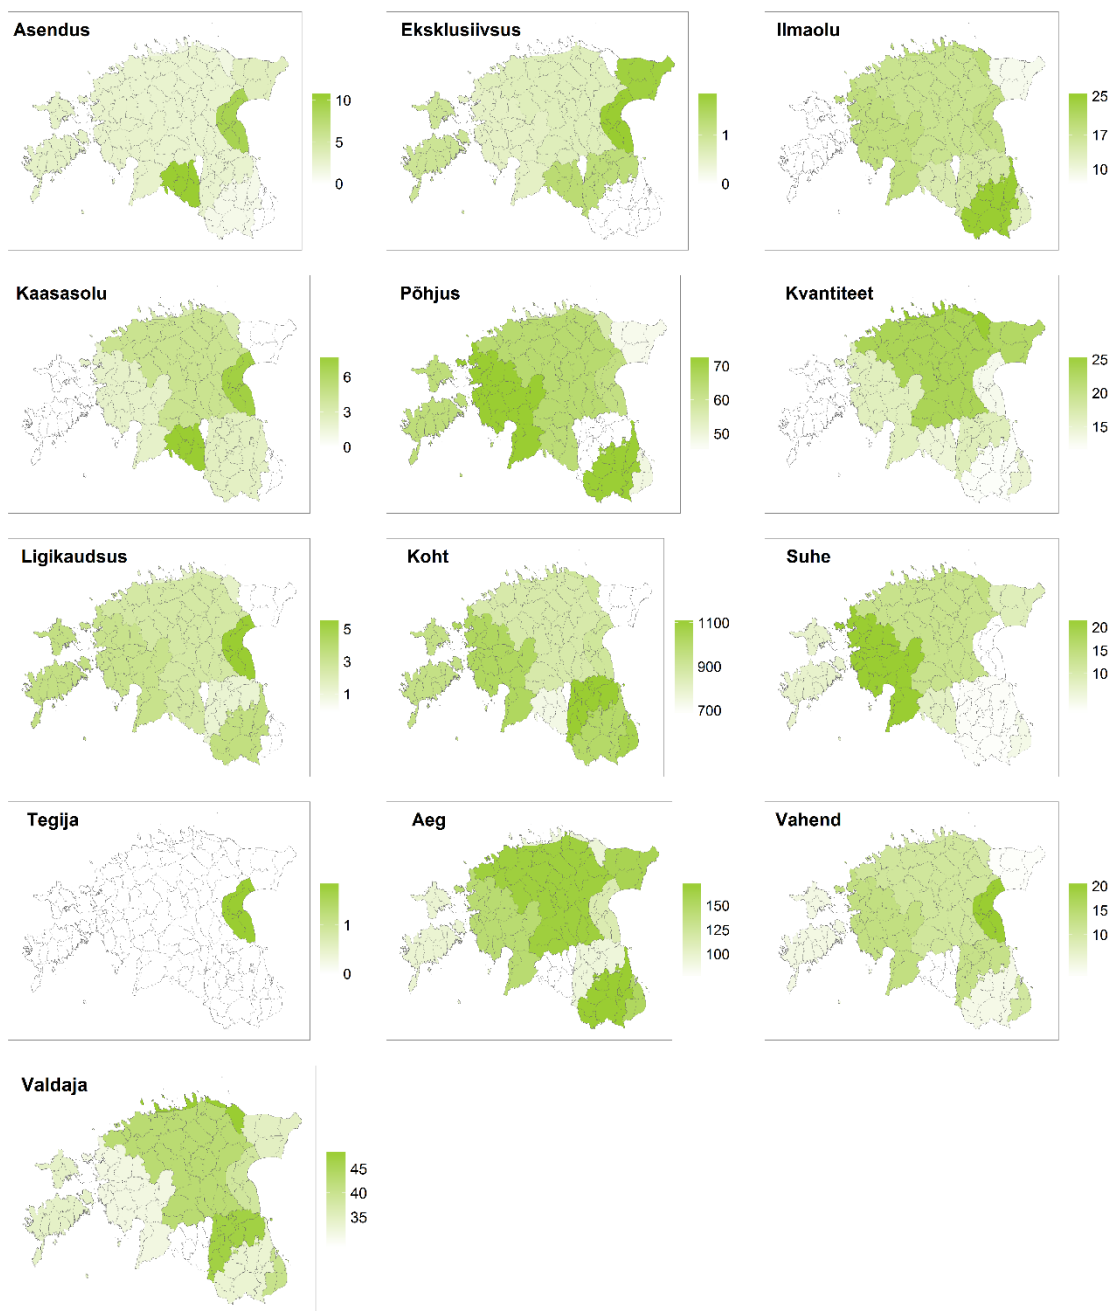 Asendus
10
5
0
Eksklusiivsus
1
0
Ilmaolu
25
17
10
Kaasasolu
6
3
0
Põhjus
70
60
50
Kvantiteet
25
20
15
Ligikaudsus
5
3
1
Koht
1100
900
700
Suhe
20
15
10
Tegija
1
0
Aeg
150
125
100
Vahend
20
15
10
Valdaja
45
40
35